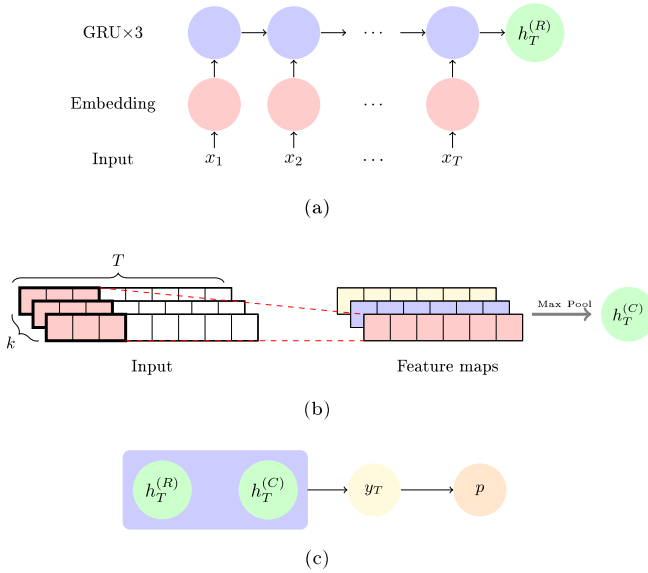 GRU×3 ··· h_T^{(R)}
Embedding ···
Input x_1 x_2 ··· x_T
(a)
T
k
Max Pool
h_T^{(C)}
Input Feature maps
(b)
h_T^{(R)} h_T^{(C)} y_T p
(c)